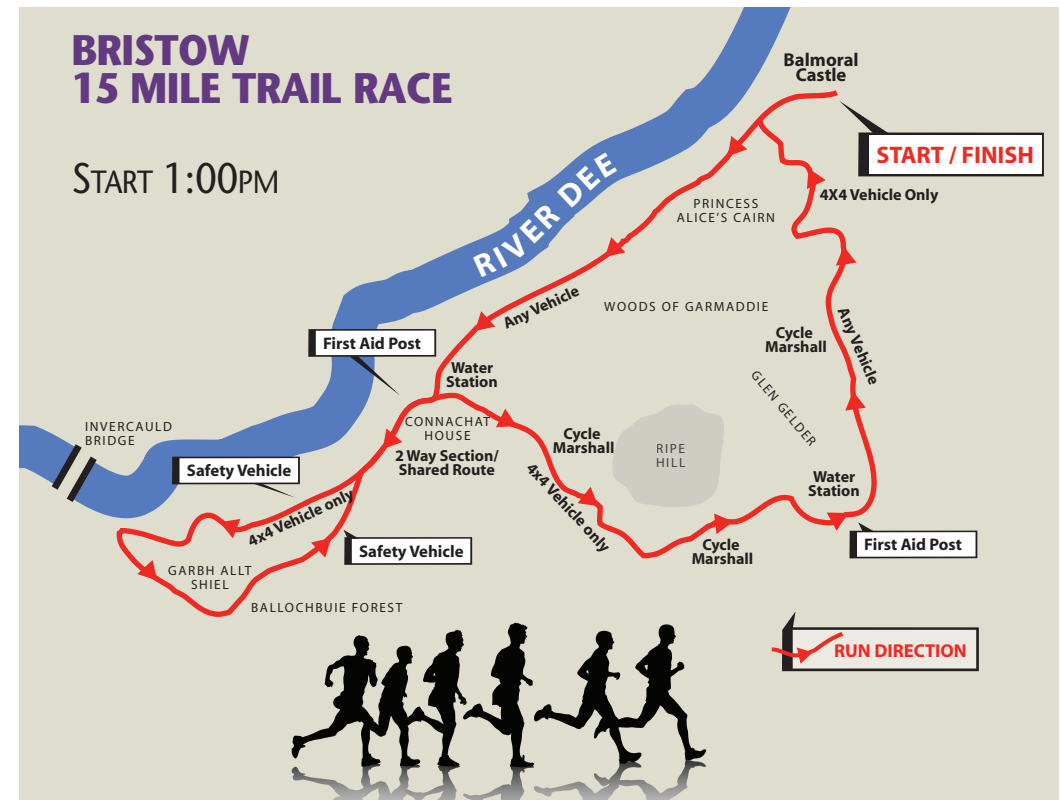 BRISTOW
15 MILE TRAIL RACE
START 1:00PM
Balmoral
Castle
START / FINISH
4X4 Vehicle Only
PRINCESS
ALICE'S CAIRN
RIVER DEE
Any Vehicle
WOODS OF GARMADDIE
First Aid Post
Water
Station
Cycle
Marshall
Any Vehicle
GLEN GELDER
CONNACHAT
HOUSE
2 Way Section/
Shared Route
INVERCAULD
BRIDGE
Safety Vehicle
4x4 Vehicle only
Cycle
Marshall
RIPE
HILL
4x4 Vehicle only
Water
Station
First Aid Post
Cycle
Marshall
Safety Vehicle
GARBH ALLT
SHIEL
BALLOCHBUIE FOREST
RUN DIRECTION